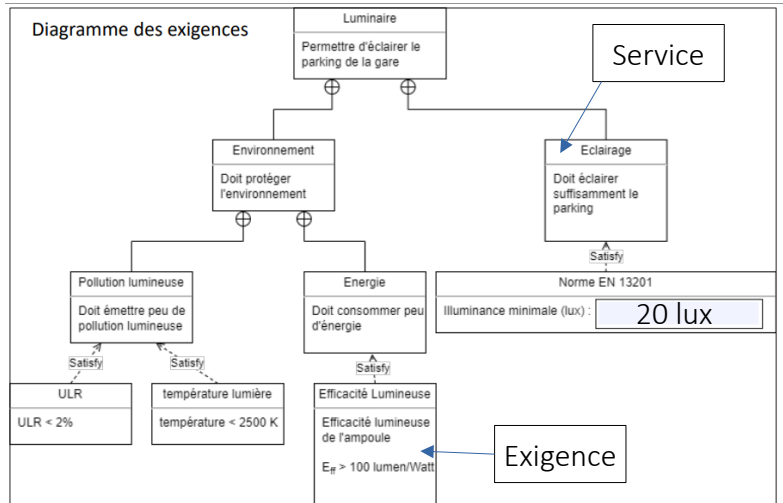 Diagramme des exigences
Luminaire
Permettre d'éclairer le
parking de la gare
Service
Environnement
Doit protéger
l'environnement
Eclairage
Doit éclairer
suffisamment le
parking
Satisfy
Pollution lumineuse
Doit émettre peu de
pollution lumineuse
Energie
Doit consommer peu
d'énergie
Norme EN 13201
Illuminance minimale (lux) :
20 lux
Satisfy
Satisfy
Satisfy
ULR
ULR < 2%
température lumière
température < 2500 K
Efficacité Lumineuse
Efficacité lumineuse
de l'ampoule
Eff > 100 lumen/Watt
Exigence